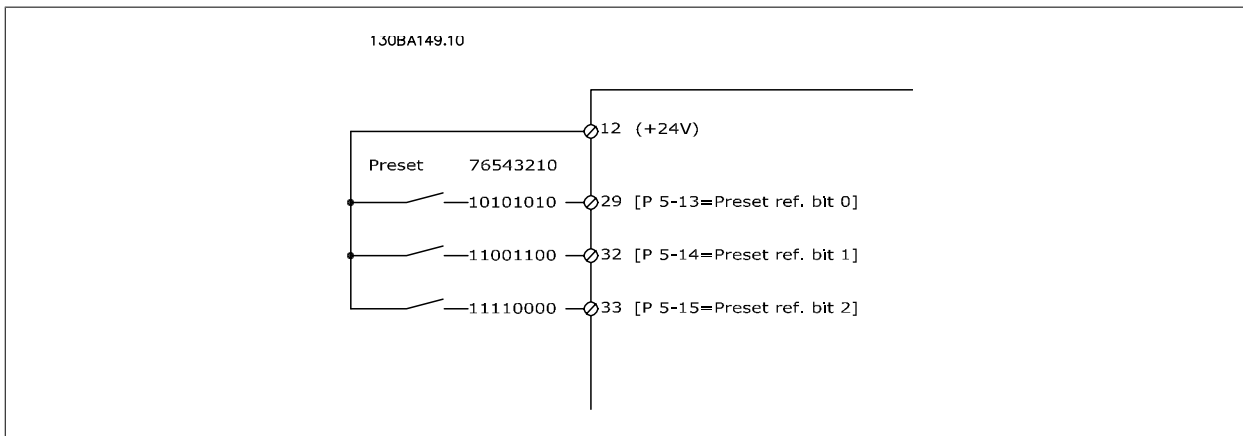 130BA149.10
12 (+24V)
Preset 76543210
10101010 29 [P 5-13=Preset ref. bit 0]
11001100 32 [P 5-14=Preset ref. bit 1]
11110000 33 [P 5-15=Preset ref. bit 2]